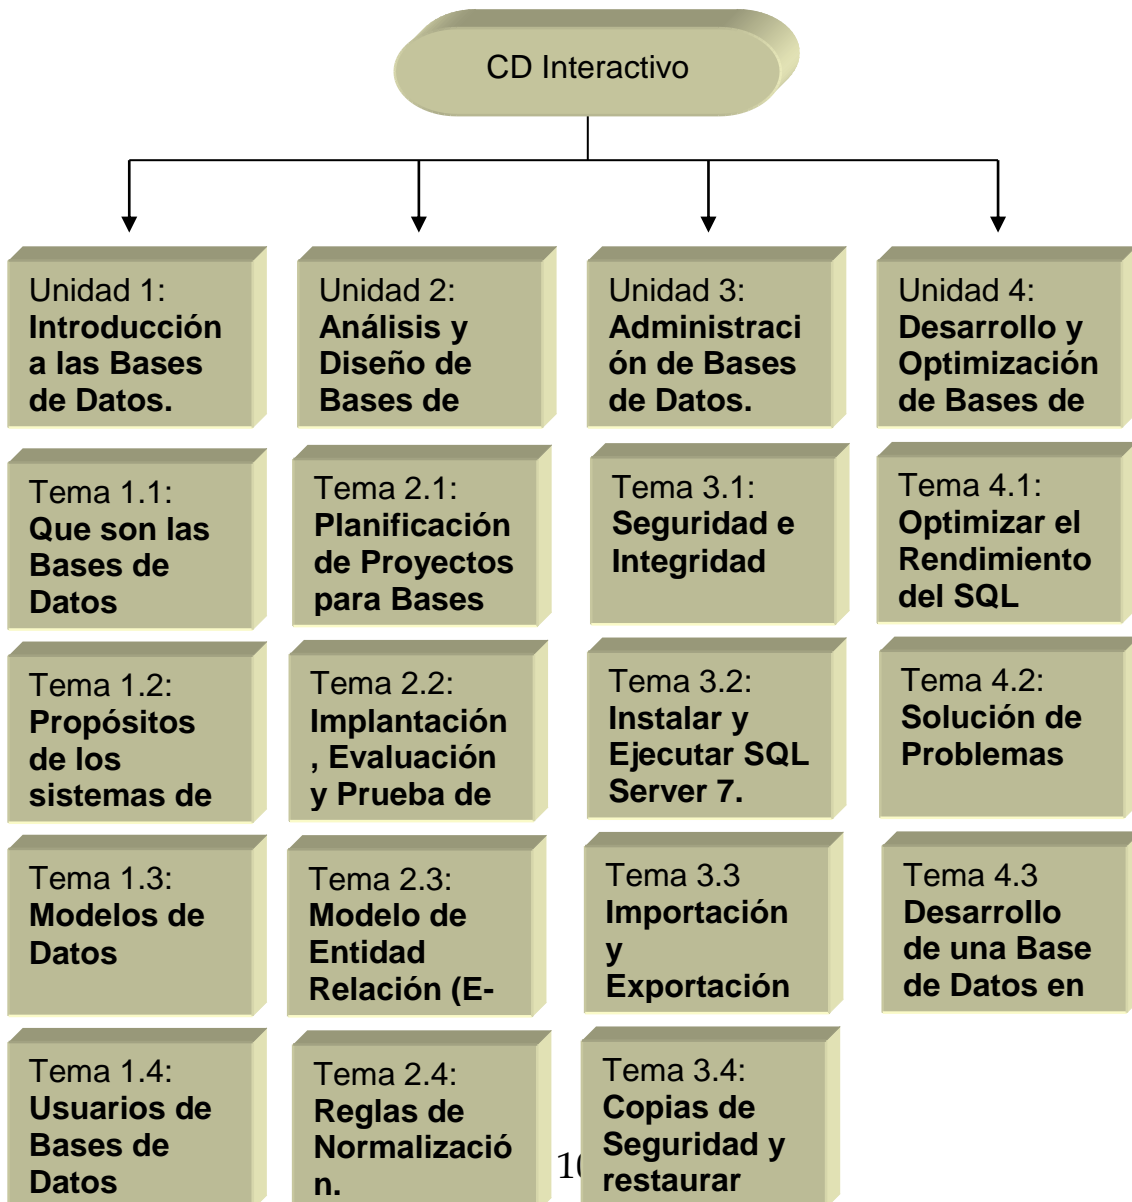 CD Interactivo
Unidad 1:
Introducción
a las Bases
de Datos.
Unidad 2:
Análisis y
Diseño de
Bases de
Unidad 3:
Administraci
ón de Bases
de Datos.
Unidad 4:
Desarrollo y
Optimización
de Bases de
Tema 1.1:
Que son las
Bases de
Datos
Tema 2.1:
Planificación
de Proyectos
para Bases
Tema 3.1:
Seguridad e
Integridad
Tema 4.1:
Optimizar el
Rendimiento
del SQL
Tema 1.2:
Propósitos
de los
sistemas de
Tema 2.2:
Implantación
, Evaluación
y Prueba de
Tema 3.2:
Instalar y
Ejecutar SQL
Server 7.
Tema 4.2:
Solución de
Problemas
Tema 1.3:
Modelos de
Datos
Tema 2.3:
Modelo de
Entidad
Relación (E-
Tema 3.3
Importación
y
Exportación
Tema 4.3
Desarrollo
de una Base
de Datos en
Tema 1.4:
Usuarios de
Bases de
Datos
Tema 2.4:
Reglas de
Normalizació
n.
Tema 3.4:
Copias de
Seguridad y
restaurar